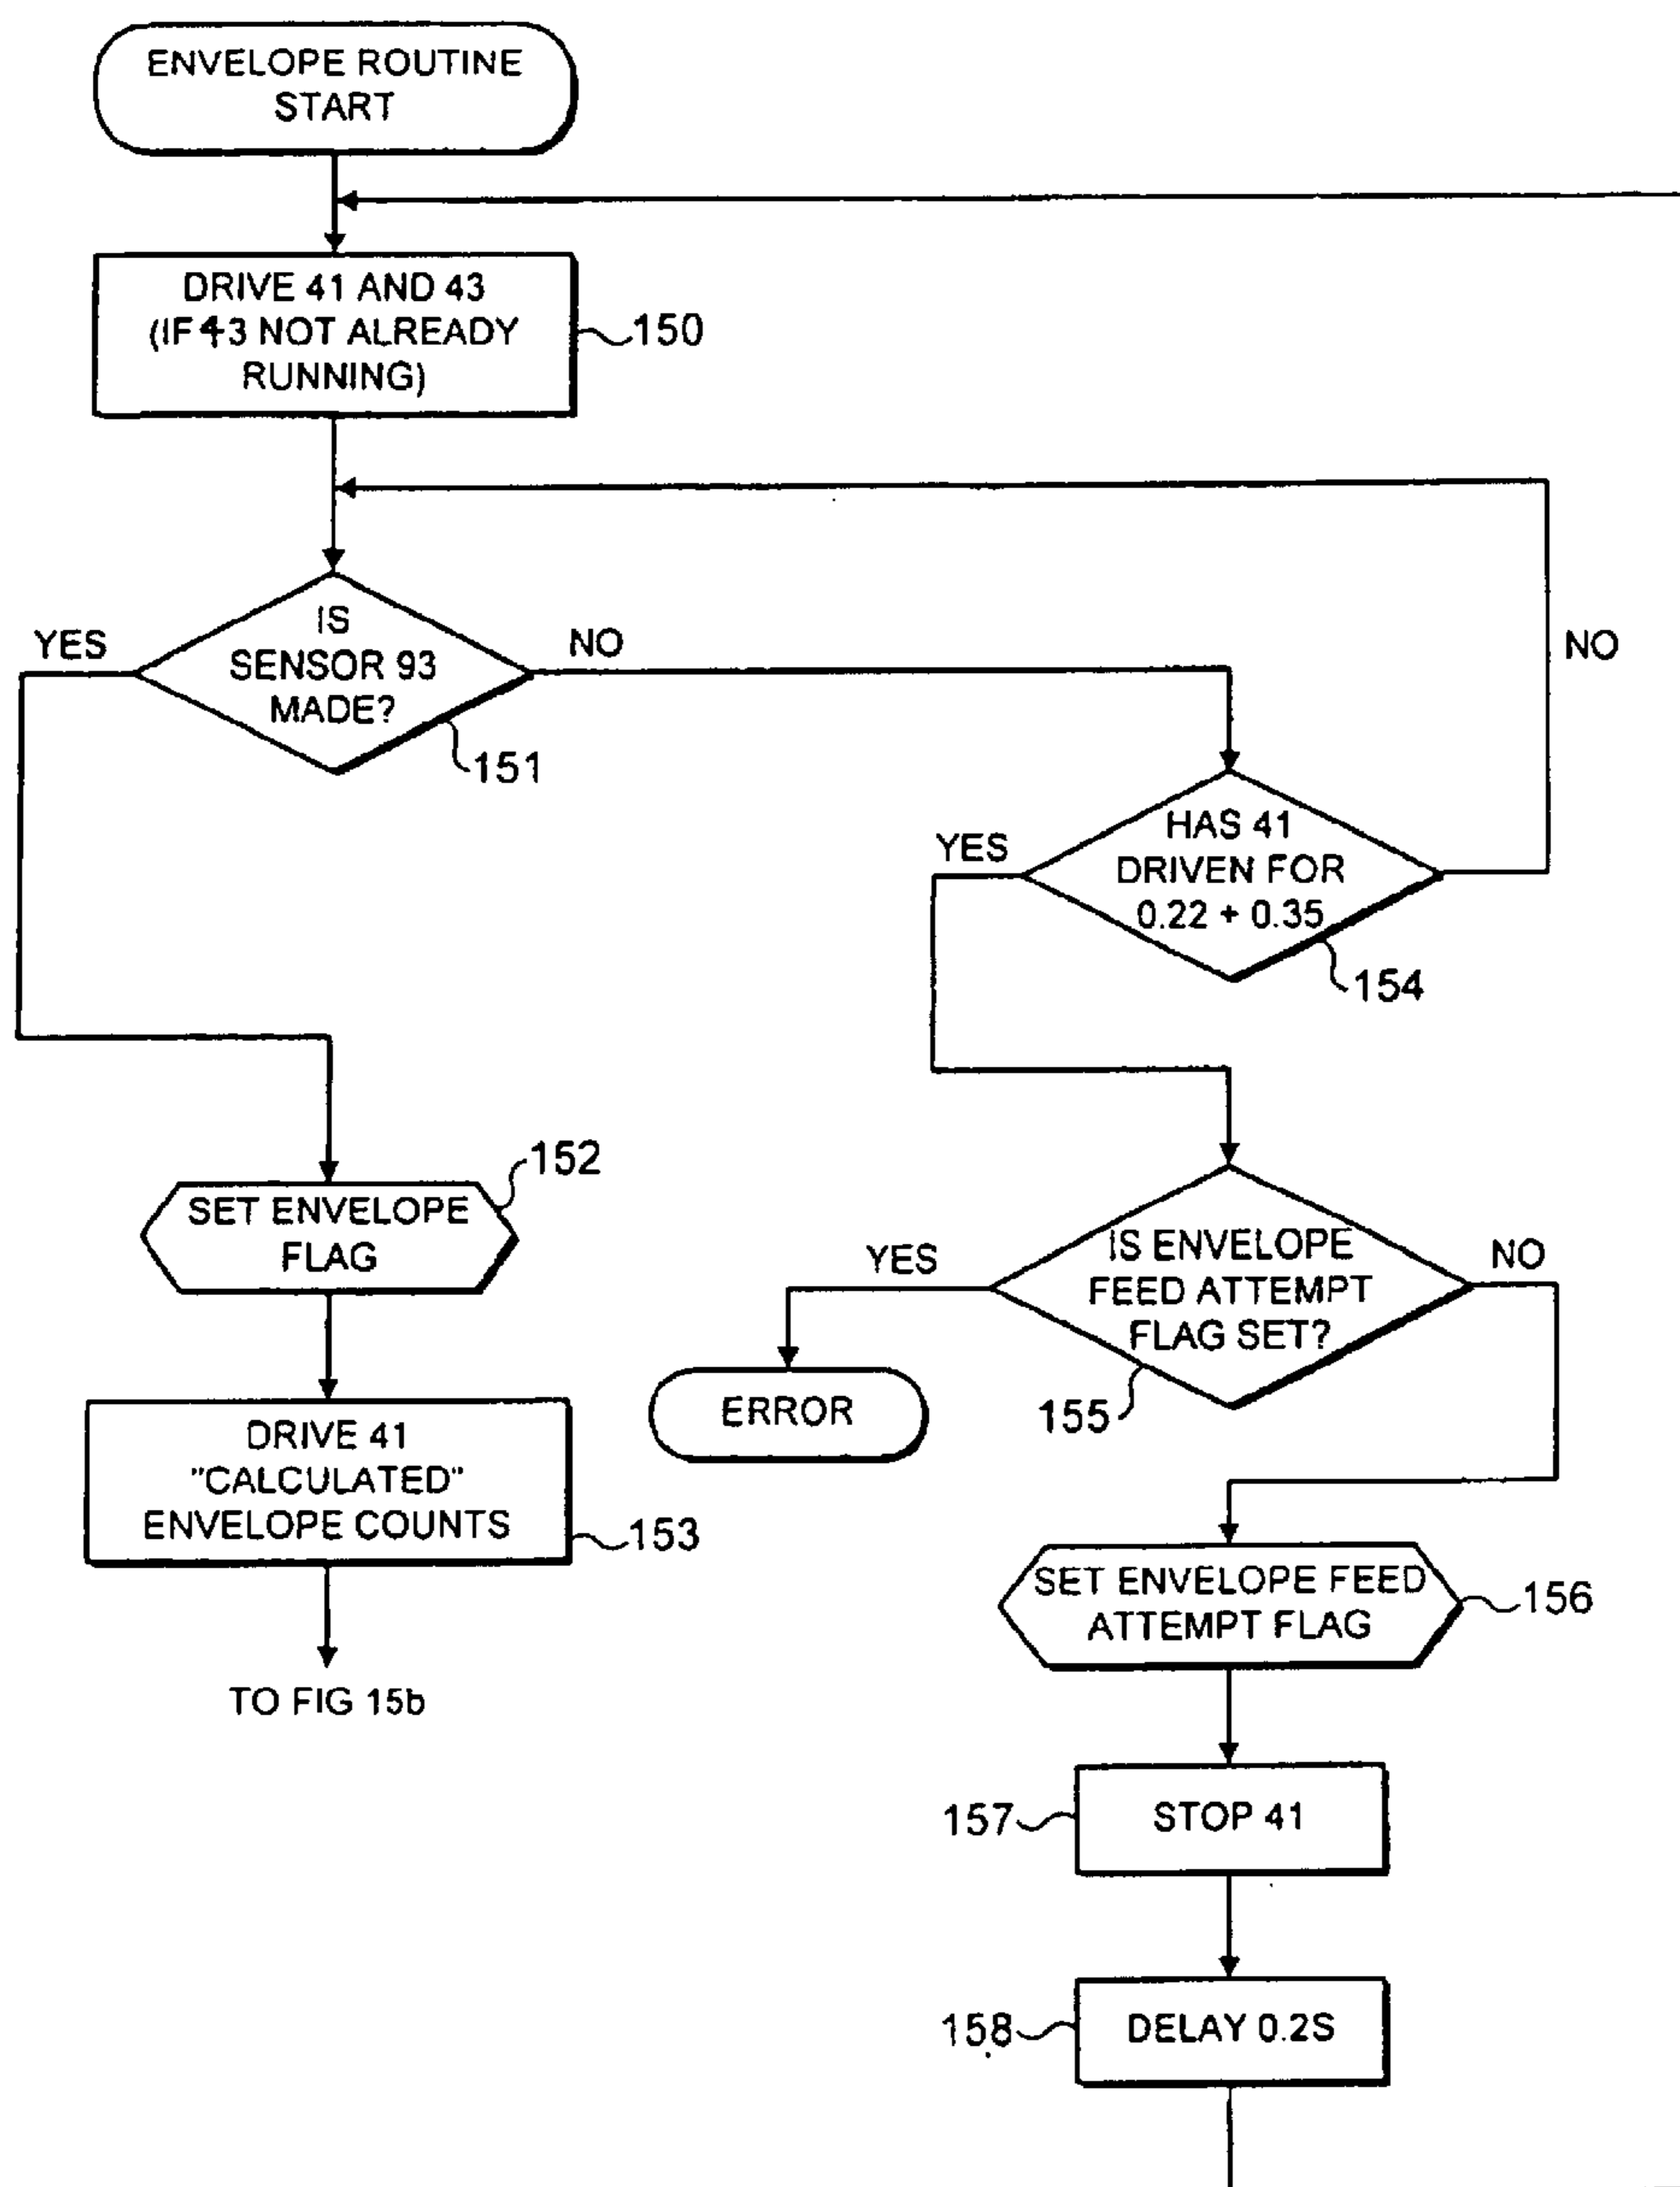 ENVELOPE ROUTINE
START
DRIVE 41 AND 43
(IF 43 NOT ALREADY
RUNNING)
150
IS
SENSOR 93
MADE?
YES
NO
151
HAS 41
DRIVEN FOR
0.22 + 0.35
YES
NO
154
SET ENVELOPE
FLAG
152
DRIVE 41
"CALCULATED"
ENVELOPE COUNTS
153
TO FIG 15b
IS ENVELOPE
FEED ATTEMPT
FLAG SET?
YES
NO
155
ERROR
SET ENVELOPE FEED
ATTEMPT FLAG
156
STOP 41
157
DELAY 0.2S
158